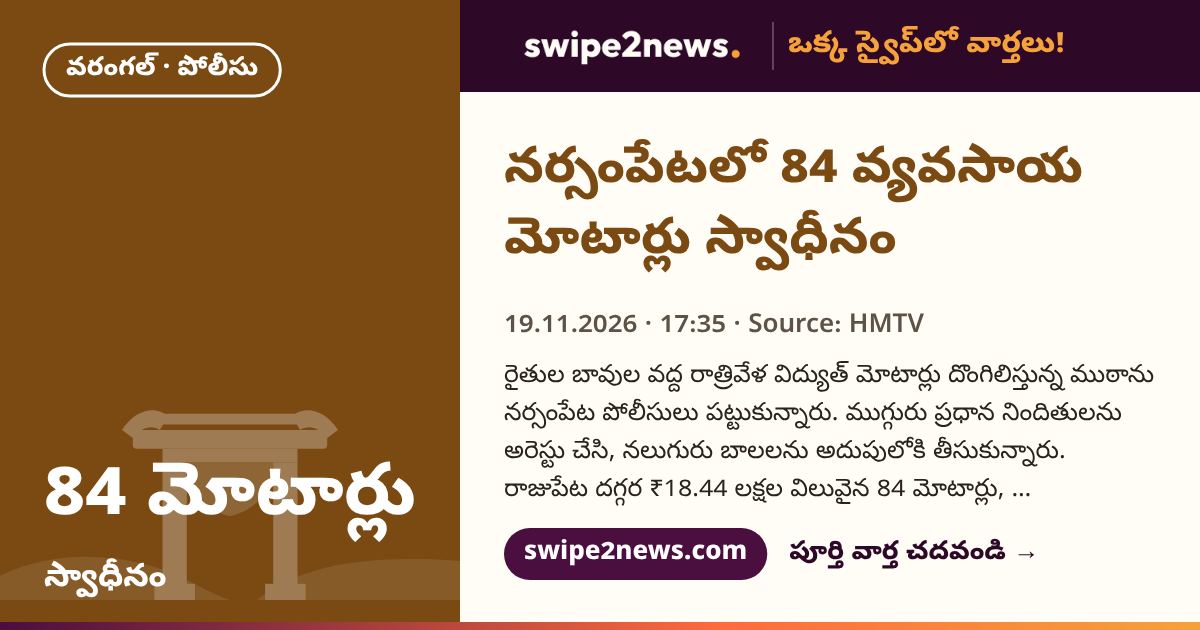 వరంగల్ · పోలీసు
84 మోటార్లు
స్వాధీనం
swipe2news.
ఒక్క స్వైప్‌లో వార్తలు!
నర్సంపేటలో 84 వ్యవసాయ
మోటార్లు స్వాధీనం
19.11.2026 · 17:35 · Source: HMTV
రైతుల బావుల వద్ద రాత్రివేళ విద్యుత్ మోటార్లు దొంగిలిస్తున్న ముఠాను
నర్సంపేట పోలీసులు పట్టుకున్నారు. ముగ్గురు ప్రధాన నిందితులను
అరెస్టు చేసి, నలుగురు బాలలను అదుపులోకి తీసుకున్నారు.
రాజుపేట దగ్గర ₹18.44 లక్షల విలువైన 84 మోటార్లు, ...
swipe2news.com
పూర్తి వార్త చదవండి →